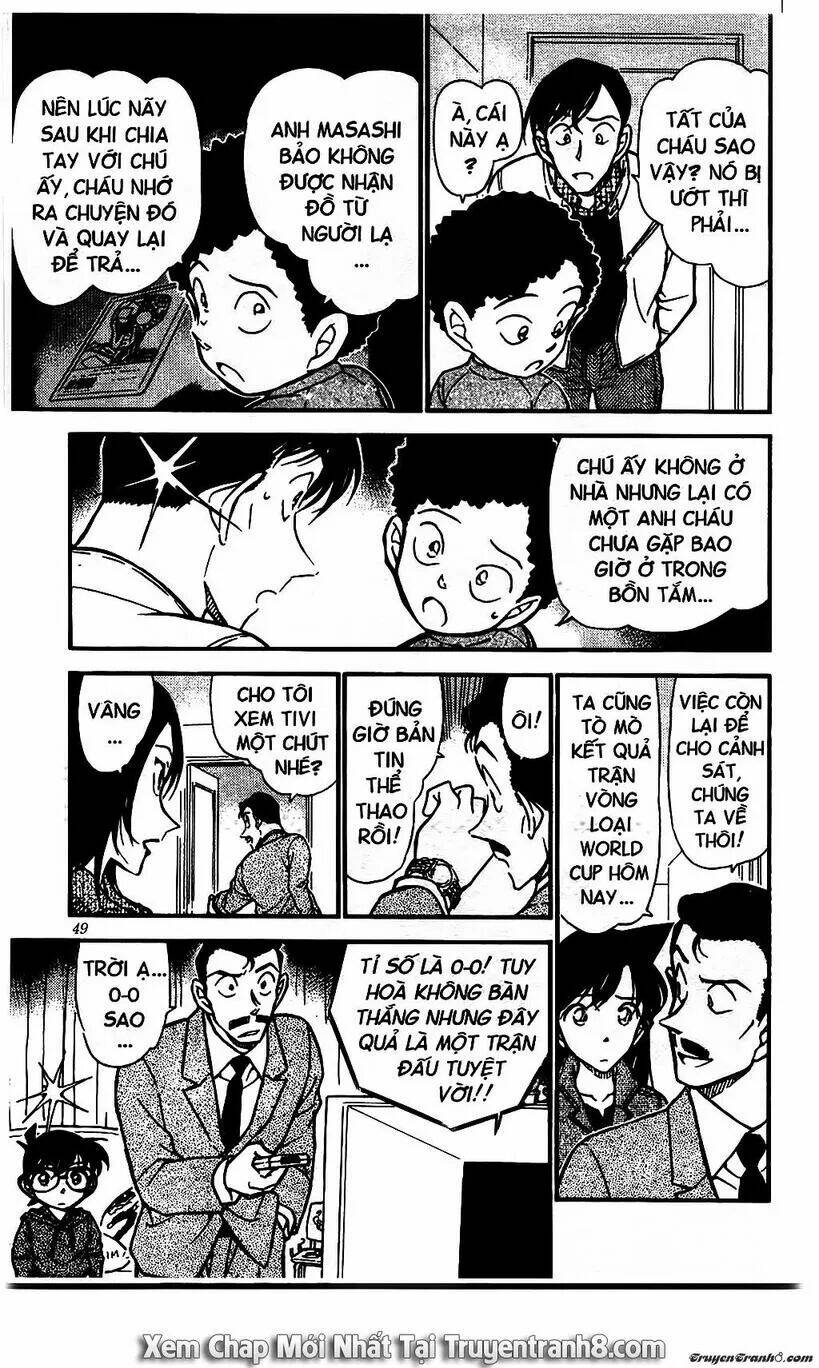 TẤT CỦA
CHÁU SAO
VẬY? NÓ BỊ
ƯỚT THÌ
PHẢI...
À, CÁI
NÀY Ạ
?
ANH MASASHI
BẢO KHÔNG
ĐƯỢC NHẬN
ĐỒ TỪ
NGƯỜI LẠ
...
NÊN LÚC NÃY
SAU KHI CHIA
TAY VỚI CHÚ
ẤY, CHÁU NHỚ
RA CHUYỆN ĐÓ
VÀ QUAY LẠI
ĐỂ TRẢ...
CHÚ ẤY KHÔNG Ở
NHÀ NHƯNG LẠI CÓ
MỘT ANH CHÁU
CHƯA GẶP BAO
GIỜ Ở TRONG
BỒN TẮM...
VIỆC CÒN
LẠI ĐỂ
CHO CẢNH
SÁT,
CHÚNG
TA VỀ
THÔI!
TA CŨNG
TÒ MÒ
KẾT QUẢ
TRẬN
VÒNG
LOẠI
WORLD
CUP HÔM
NAY...
ÔI!
ĐÚNG
GIỜ BẢN
TIN
THỂ
THAO
RỒI!
CHO TÔI
XEM TIVI
MỘT CHÚT
NHÉ?
VÂNG
...
49
TỈ SỐ LÀ 0-0! TUY
HOÀ KHÔNG BÀN
THẮNG NHƯNG ĐÂY
QUẢ LÀ MỘT TRẬN
ĐẤU TUYỆT
VỜI!!
TRỜI Ạ...
0-0
SAO
...
Xem Chap Mới Nhất Tại Truyentranh8.com
TruyenTranh8.com